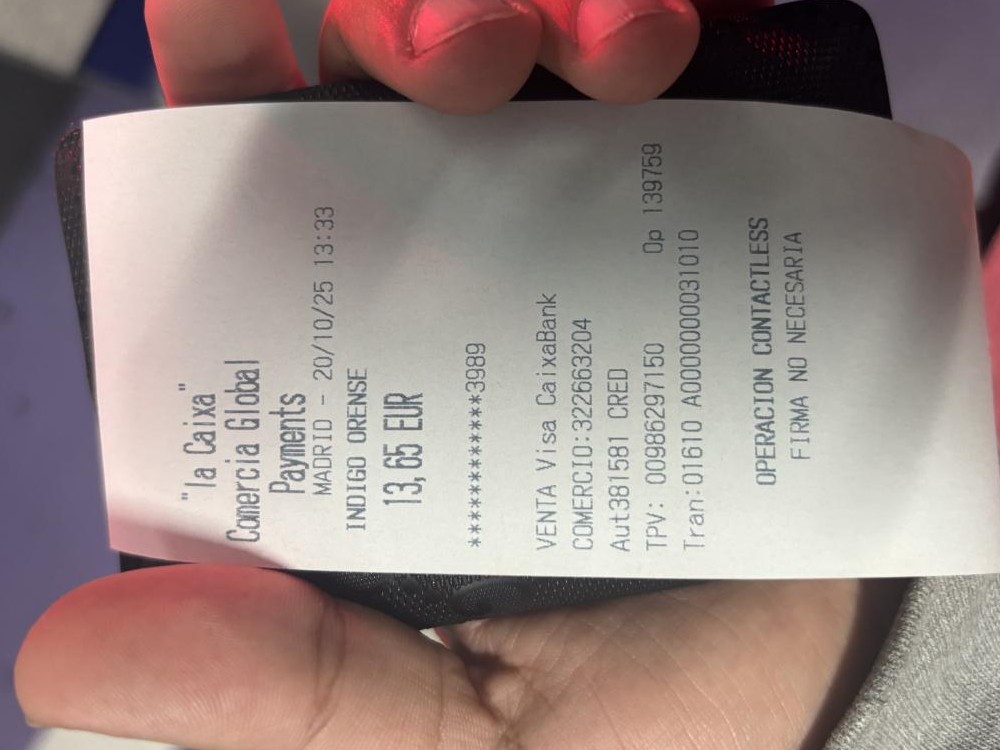 "la Caixa"
Comercia Global
Payments
MADRID - 20/10/25 13:33
INDIGO ORENSE
13,65 EUR
************3989
VENTA Visa CaixaBank
COMERCIO:322663204
Aut381581 CRED
TPV: 00986297150 Op 139759
Tran:01610 A0000000031010
OPERACION CONTACTLESS
FIRMA NO NECESARIA